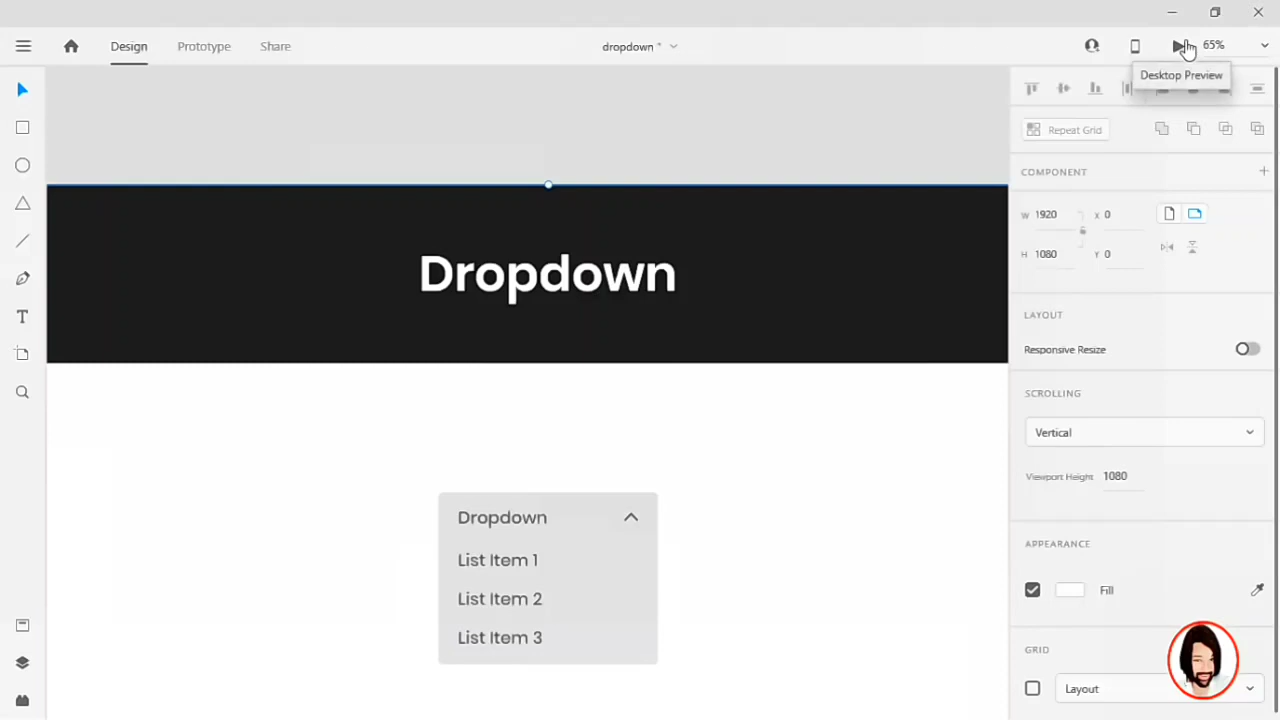 Design Prototype Share dropdown * 65%
Desktop Preview
Repeat Grid
COMPONENT
W 1920 X 0
H 1080 Y 0
Dropdown
LAYOUT
Responsive Resize
SCROLLING
Vertical
Viewport Height 1080
Dropdown
List Item 1
List Item 2
List Item 3
APPEARANCE
Fill
GRID
Layout